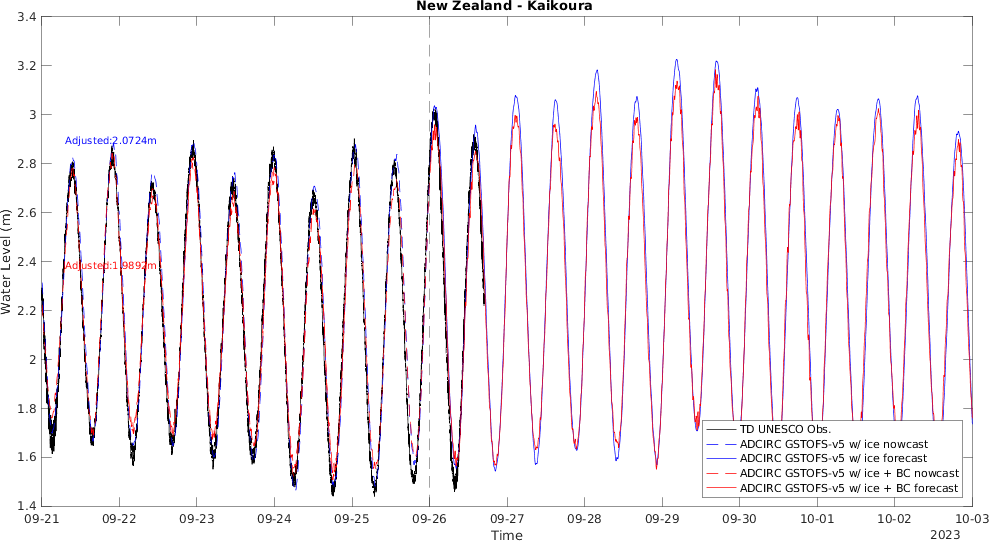 New Zealand - Kaikoura
Water Level (m)
3.4
3.2
3
2.8
2.6
2.4
2.2
2
1.8
1.6
1.4
Adjusted:2.0724m
Adjusted:1.9892m
TD UNESCO Obs.
ADCIRC GSTOFS-v5 w/ ice nowcast
ADCIRC GSTOFS-v5 w/ ice forecast
ADCIRC GSTOFS-v5 w/ ice + BC nowcast
ADCIRC GSTOFS-v5 w/ ice + BC forecast
09-21 09-22 09-23 09-24 09-25 09-26 09-27 09-28 09-29 09-30 10-01 10-02 10-03
Time
2023